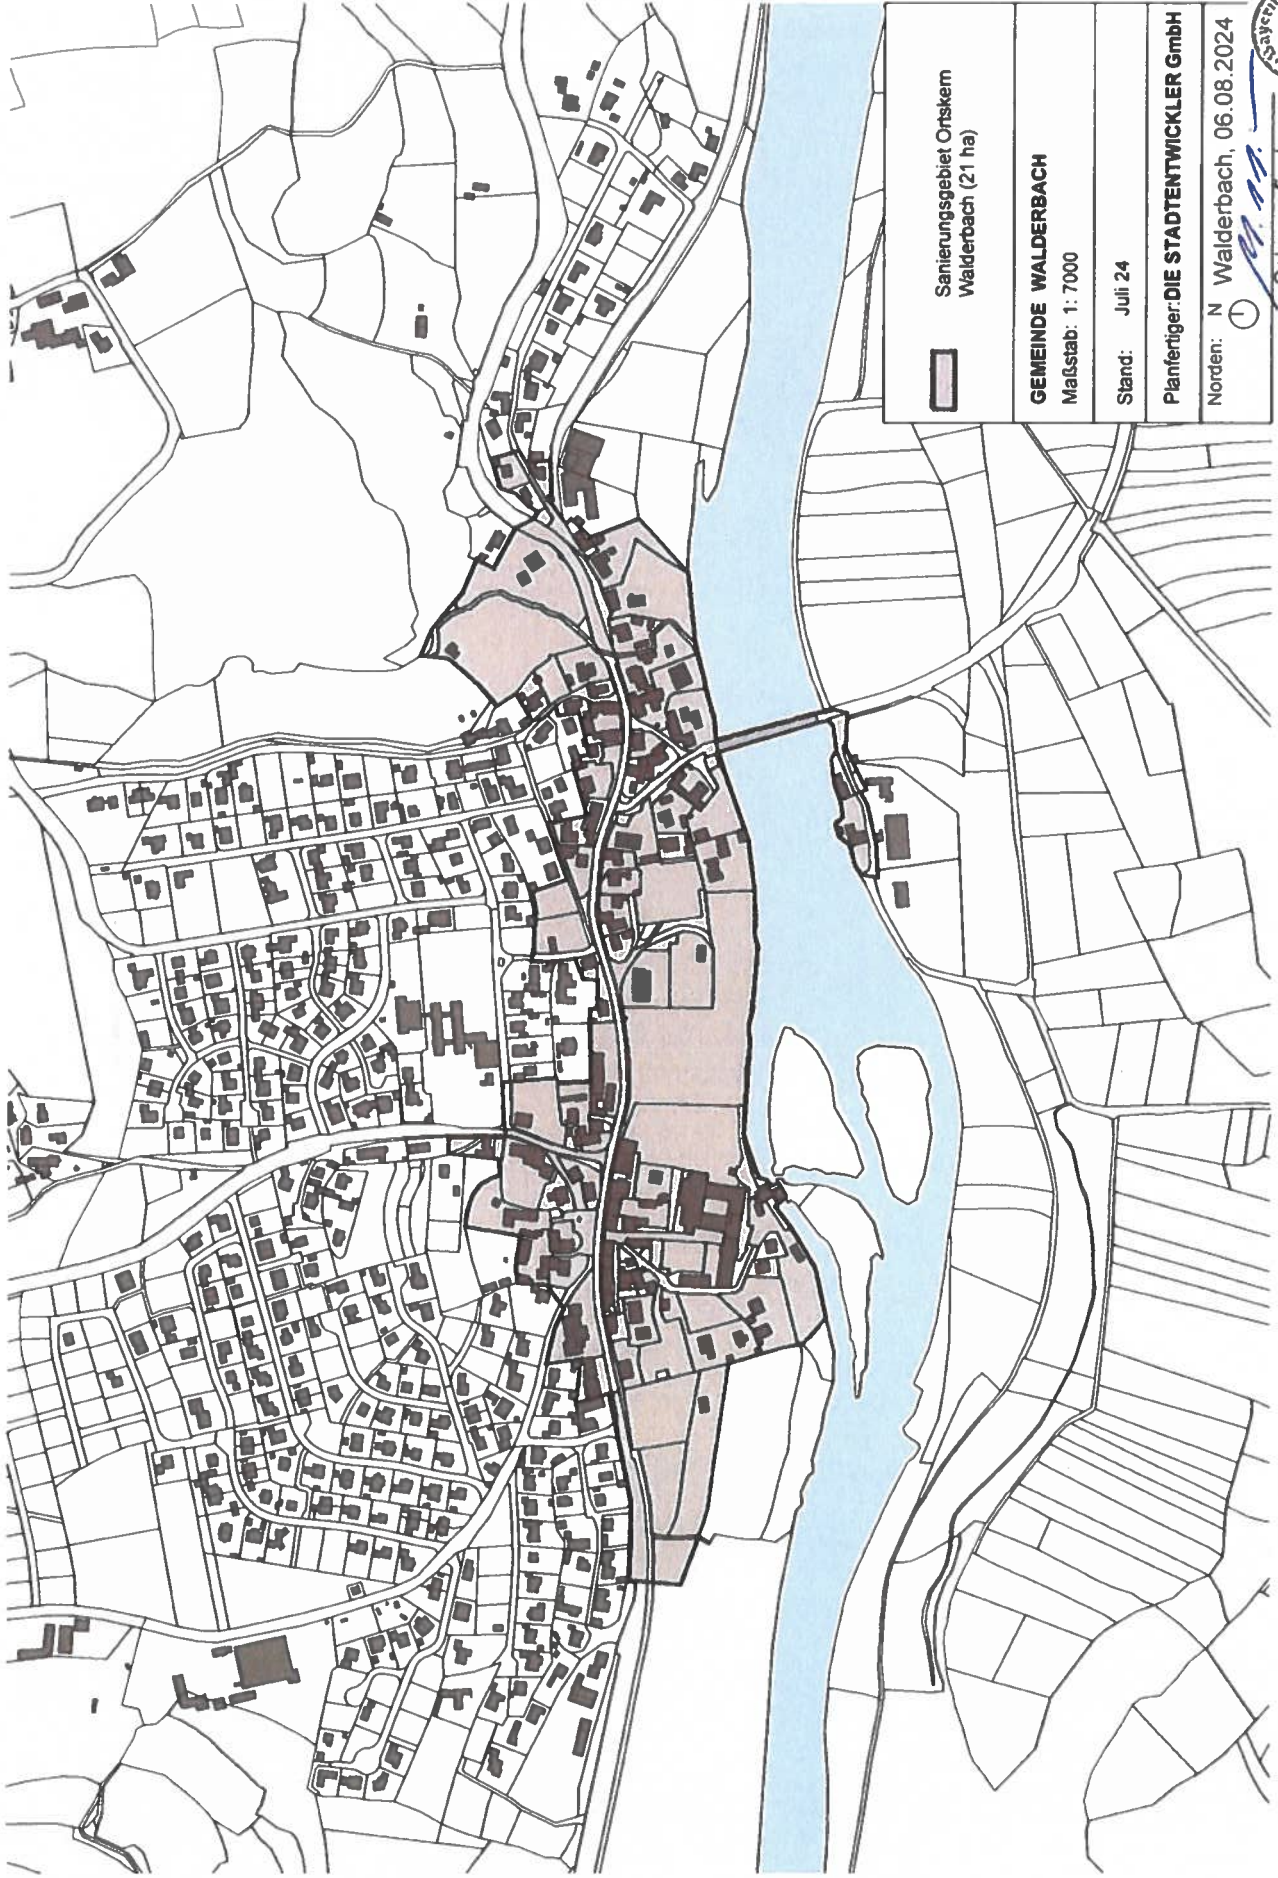 Sanierungsgebiet Ortskern
Walderbach (21 ha)
GEMEINDE WALDERBACH
Maßstab: 1: 7000
Stand: Juli 24
Planfertiger:DIE STADTENTWICKLER GmbH
Norden: N Walderbach, 06.08.2024